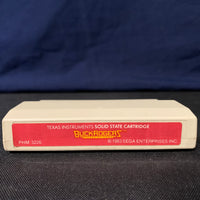 TEXAS INSTRUMENTS SOLID STATE CARTRIDGE
BUCK ROGERS
PHM 3226 © 1983 SEGA ENTERPRISES INC.